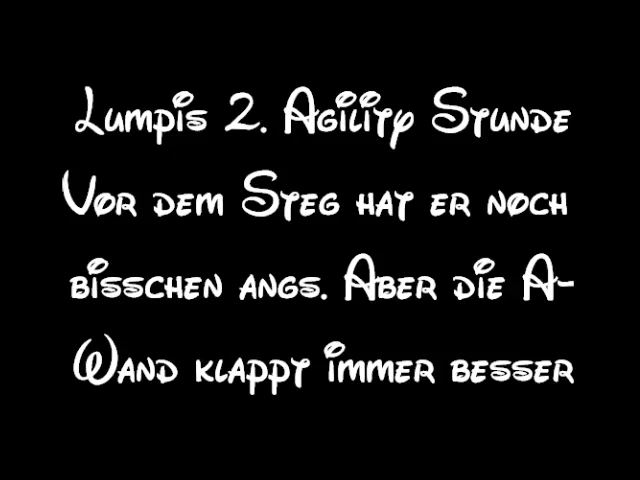 Lumpis 2. Agility Stunde
Vor dem Steg hat er noch
bisschen angs. Aber die A-
Wand klappt immer besser